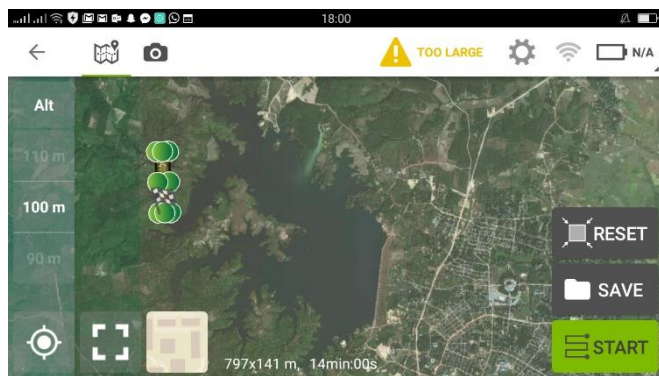 18:00
TOO LARGE
N/A
Alt
110 m
100 m
90 m
RESET
SAVE
START
797x141 m, 14min:00s